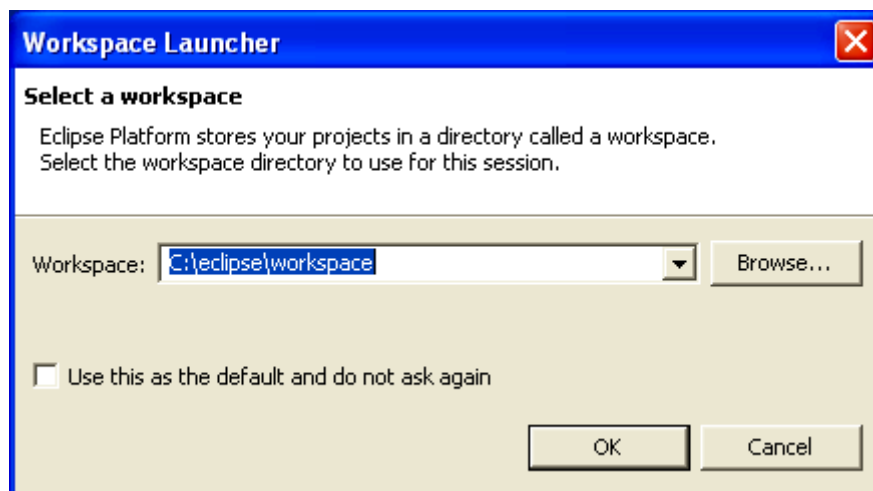 Workspace Launcher
Select a workspace
Eclipse Platform stores your projects in a directory called a workspace.
Select the workspace directory to use for this session.
Workspace: C:\eclipse\workspace Browse...
Use this as the default and do not ask again
OK Cancel